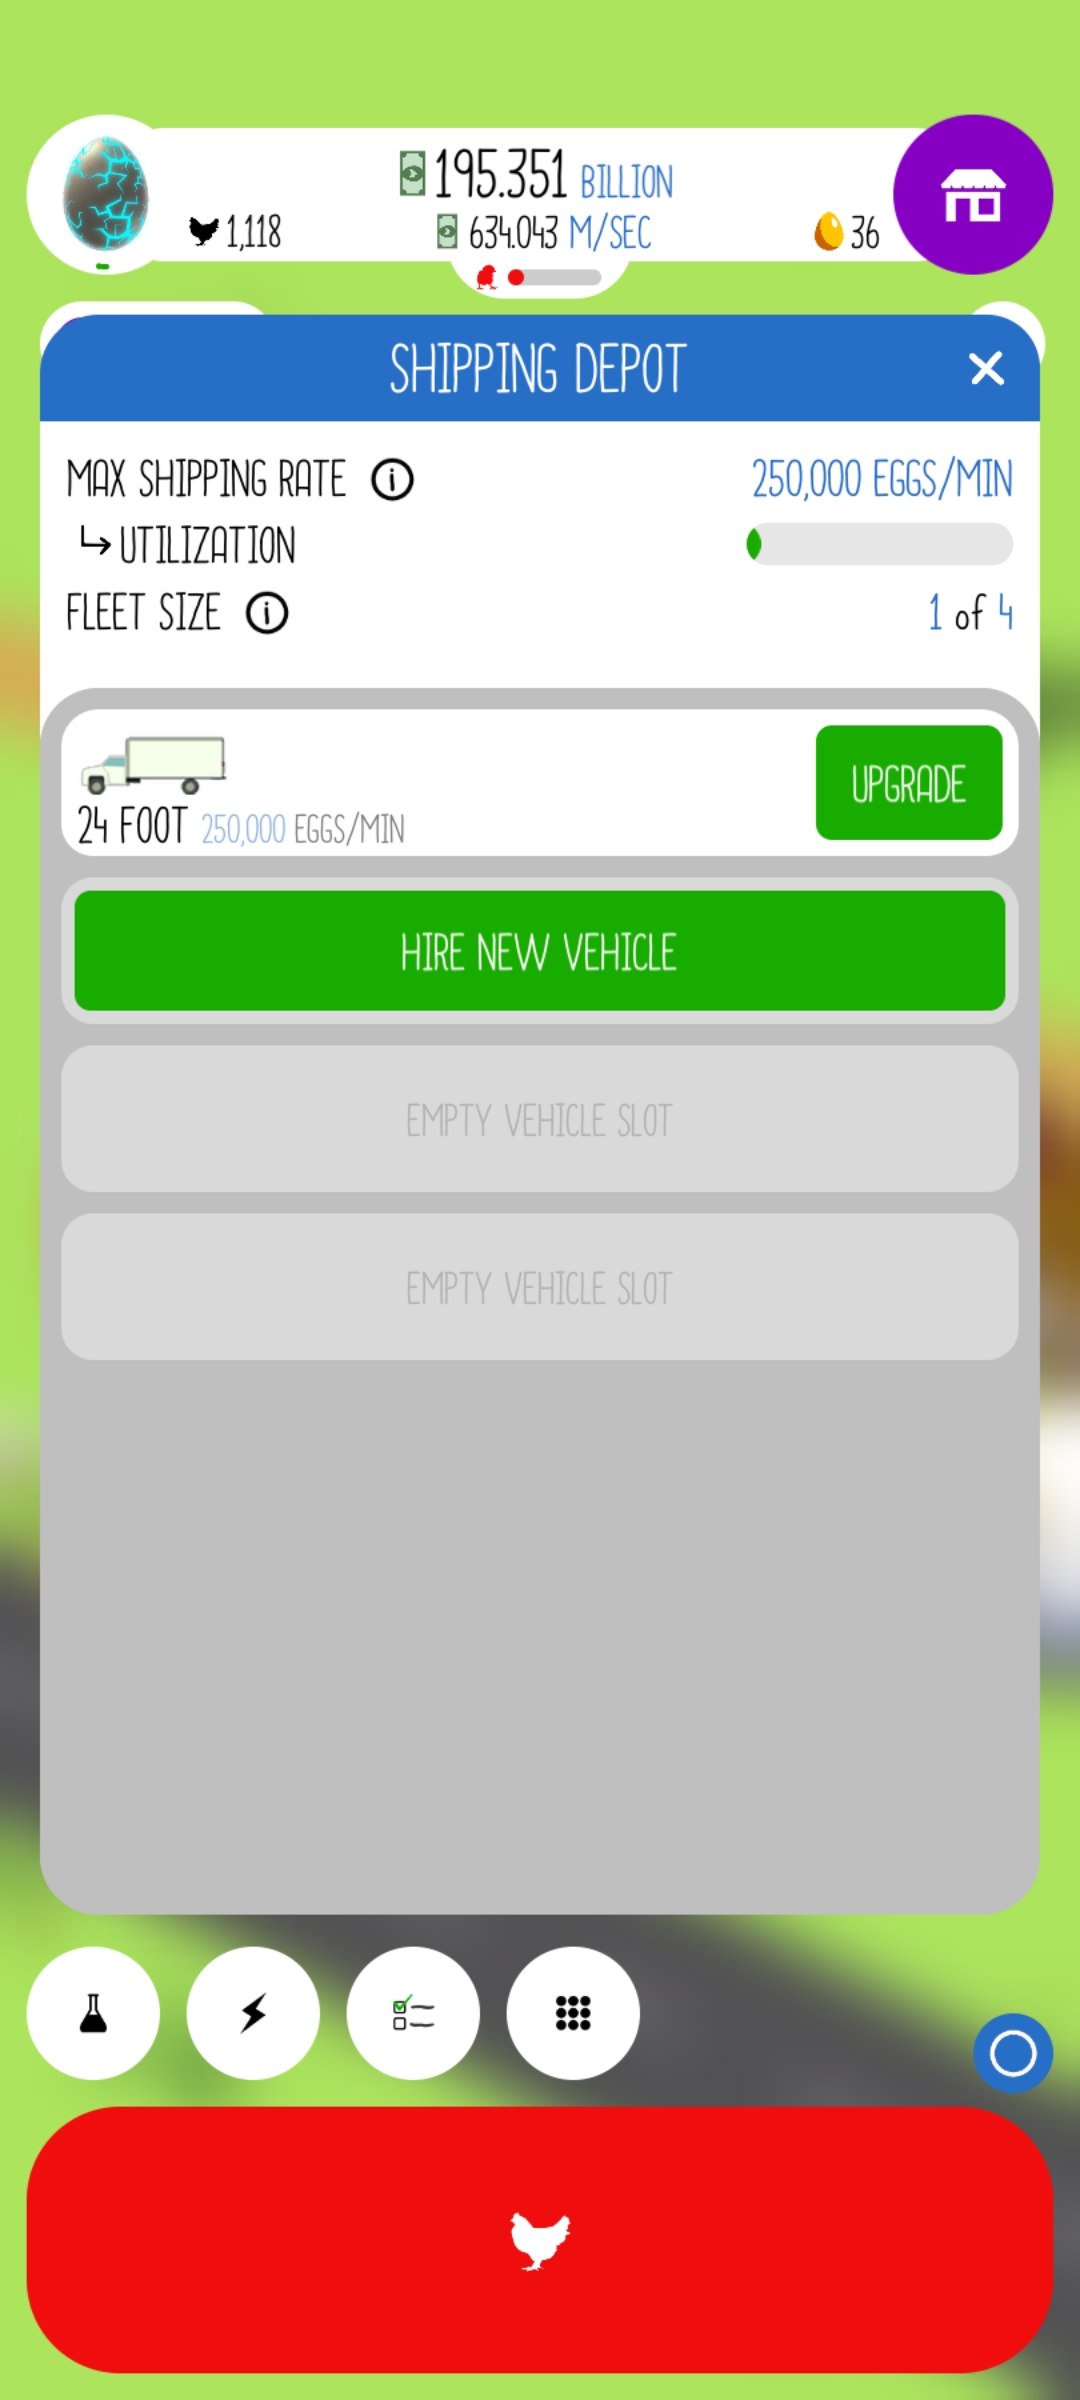 195.351 BILLION
1,118
634.043 M/SEC
36
SHIPPING DEPOT
MAX SHIPPING RATE
250,000 EGGS/MIN
UTILIZATION
FLEET SIZE
1 of 4
24 FOOT 250,000 EGGS/MIN
UPGRADE
HIRE NEW VEHICLE
EMPTY VEHICLE SLOT
EMPTY VEHICLE SLOT